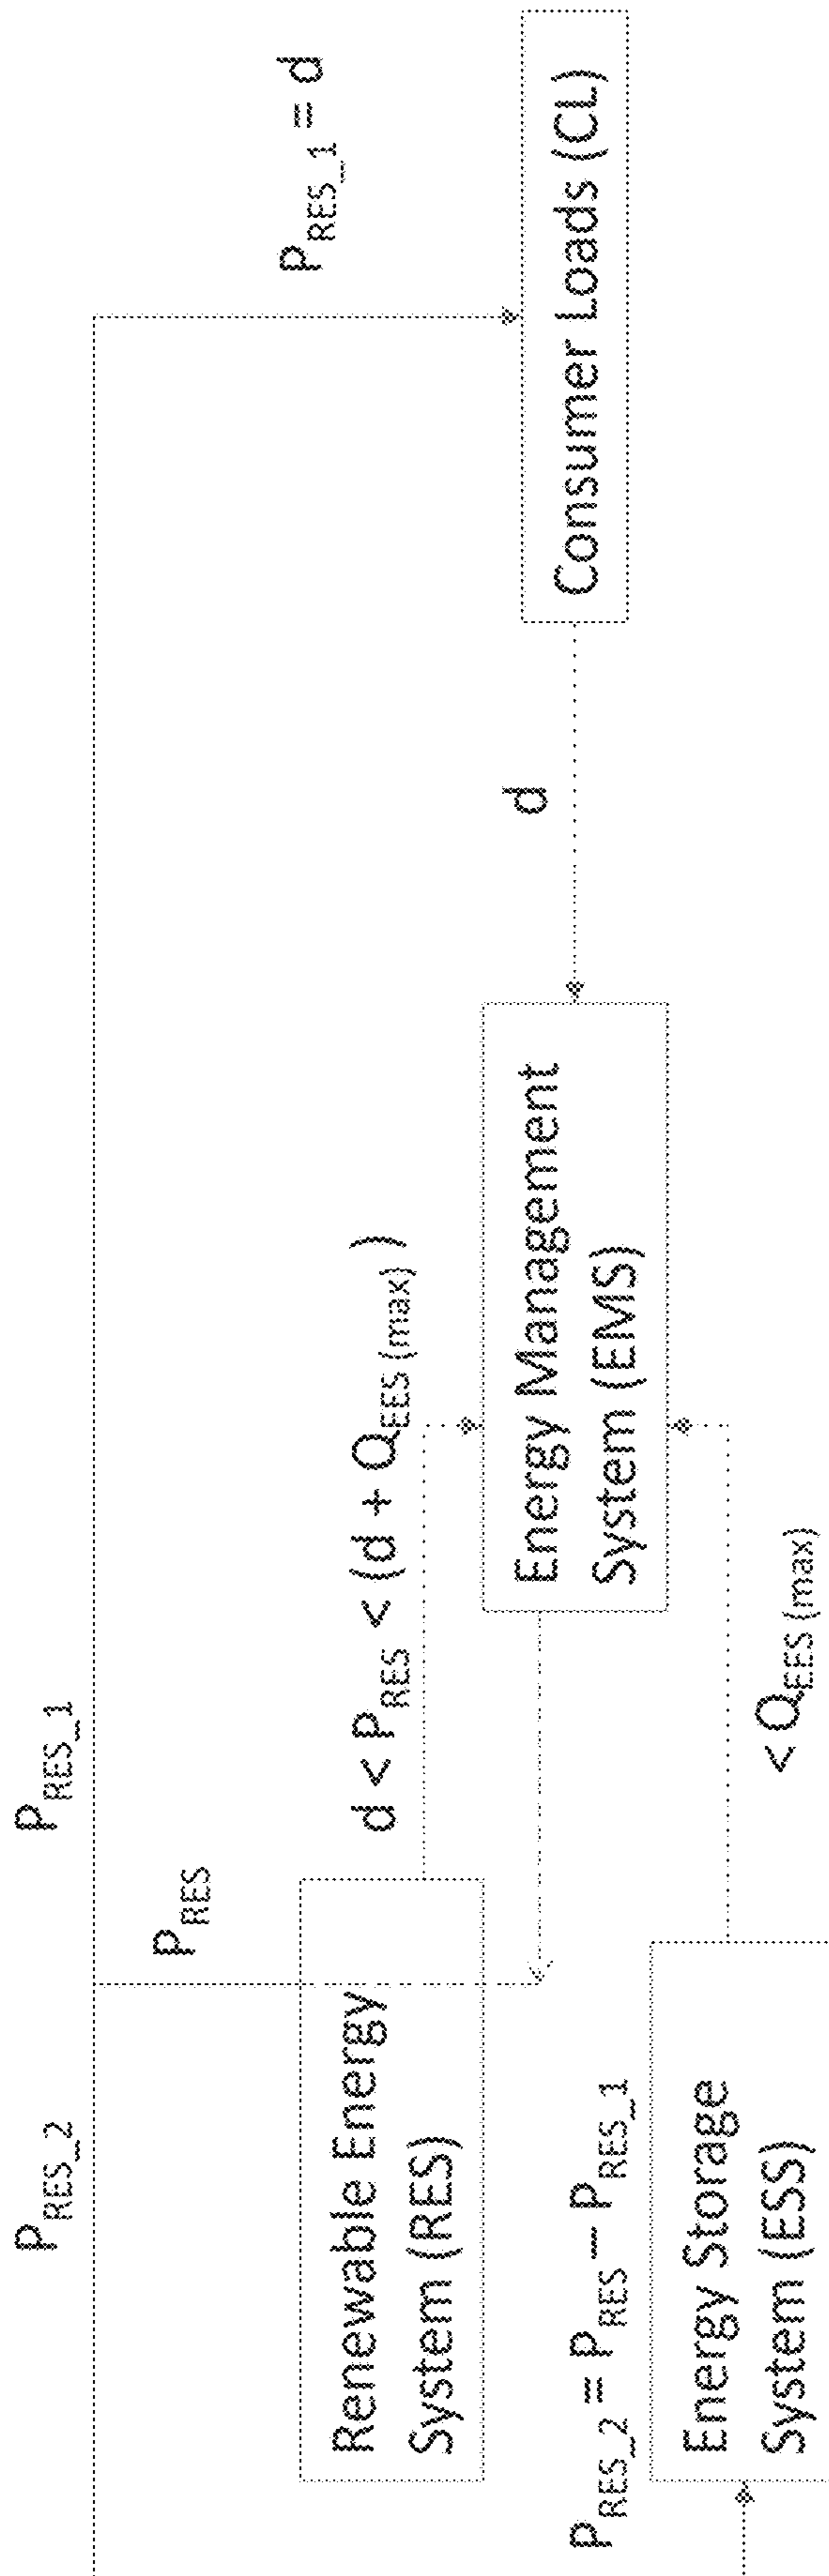 P_RES_2
P_RES_1
P_RES
P_RES_1 = d
Renewable Energy
System (RES)
d < P_RES < (d + Q_EES (max) )
P_RES_2 = P_RES – P_RES_1
Energy Management
System (EMS)
d
Consumer Loads (CL)
Energy Storage
System (ESS)
< Q_EES (max)